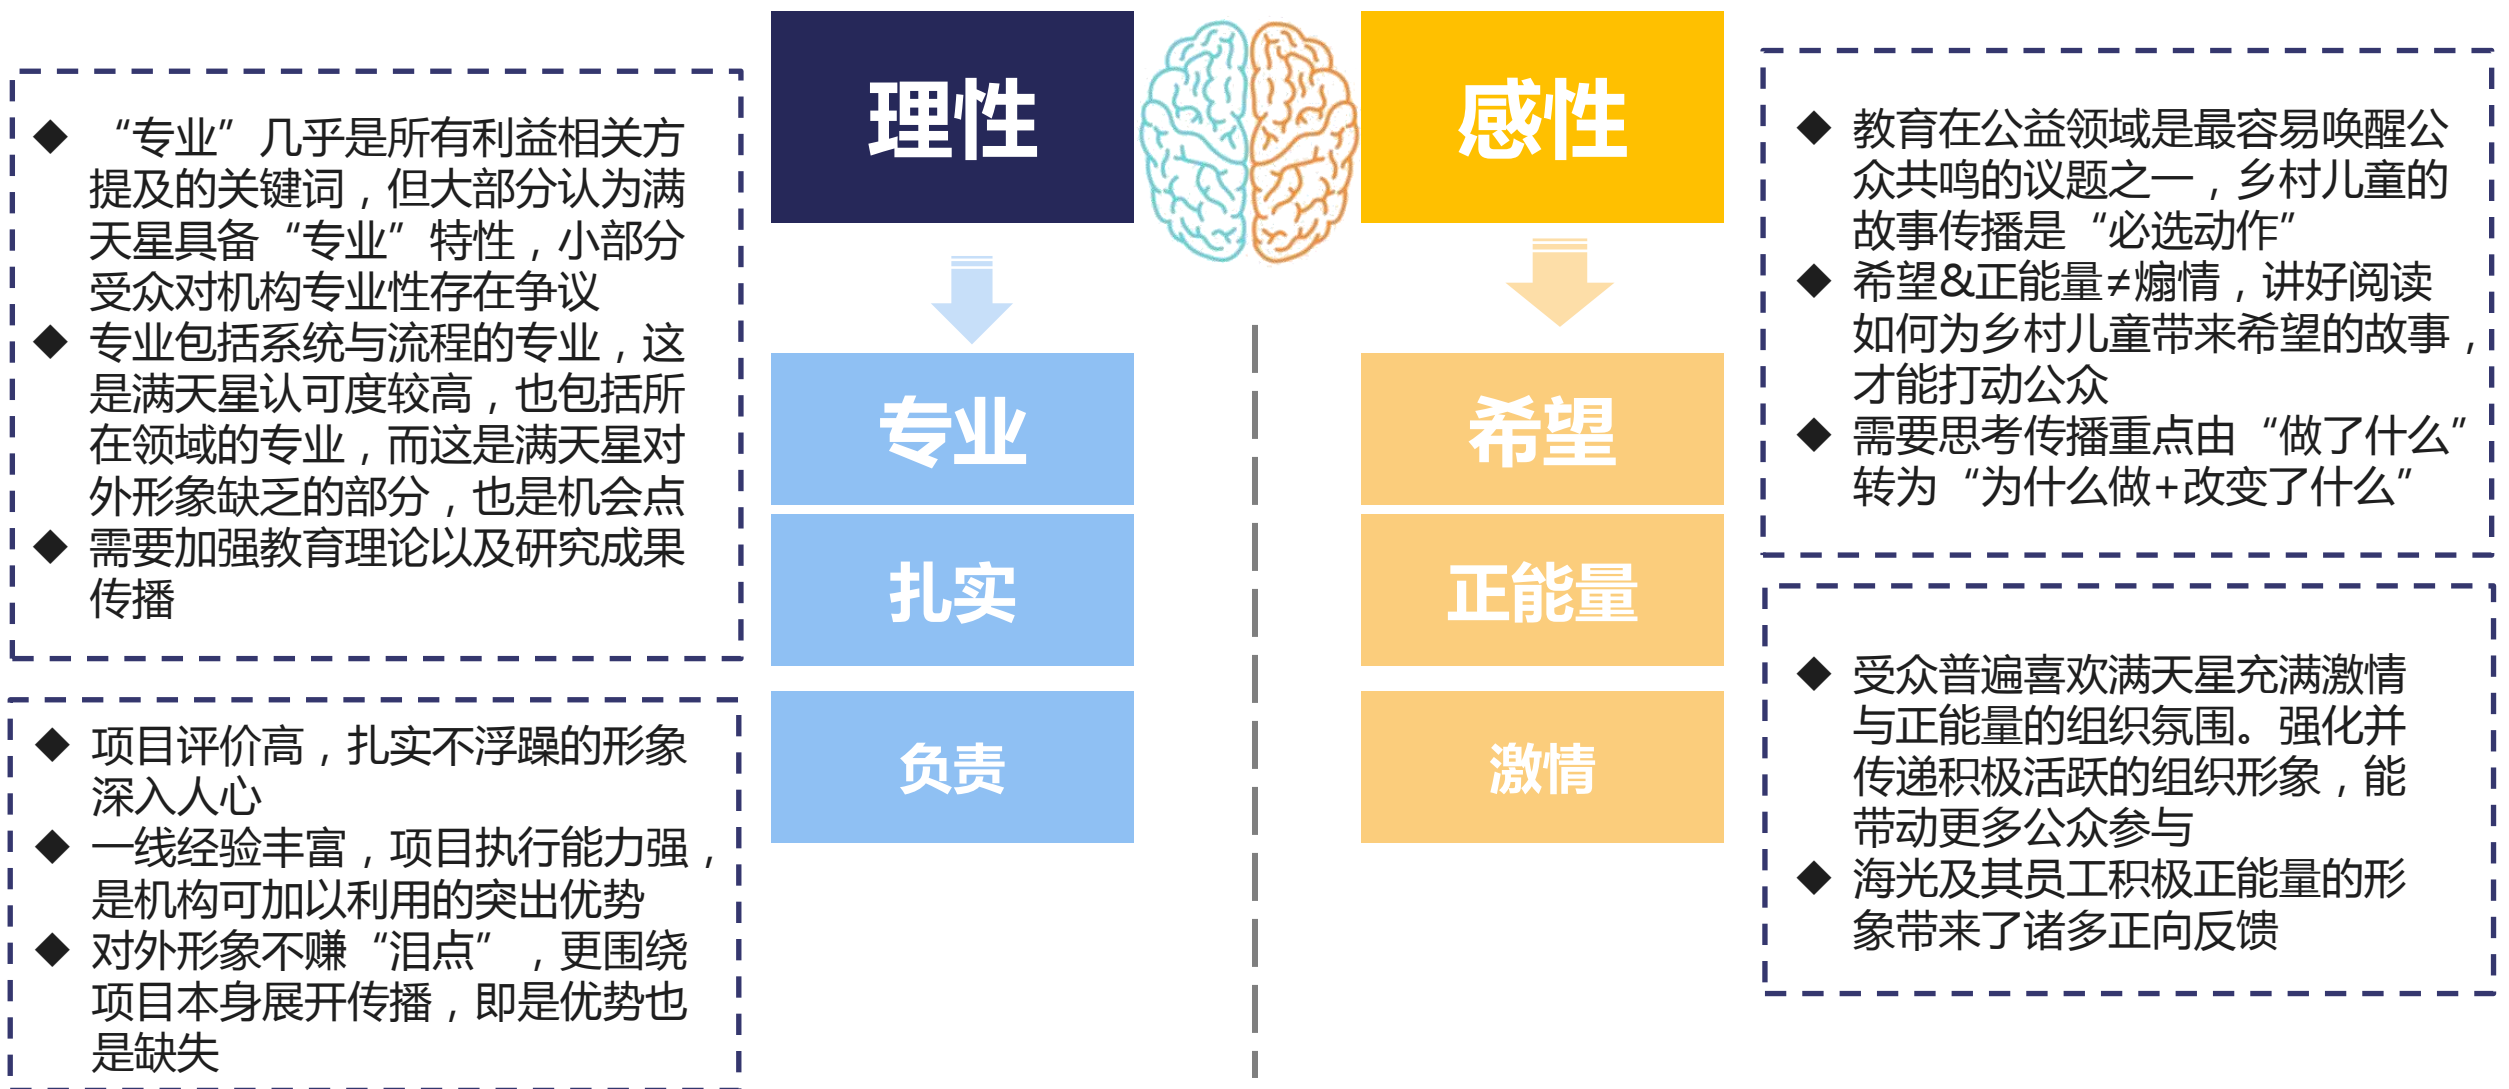 “专业”几乎是所有利益相关方
提及的关键词，但大部分认为满
天星具备“专业”特性，小部分
受众对机构专业性存在争议
专业包括系统与流程的专业，这
是满天星认可度较高，也包括所
在领域的专业，而这是满天星对
外形象缺乏的部分，也是机会点
需要加强教育理论以及研究成果
传播
项目评价高，扎实不浮躁的形象
深入人心
一线经验丰富，项目执行能力强，
是机构可加以利用的突出优势
对外形象不赚“泪点”，更围绕
项目本身展开传播，即是优势也
是缺失
理性
专业
扎实
负责
感性
希望
正能量
激情
教育在公益领域是最容易唤醒公
众共鸣的议题之一，乡村儿童的
故事传播是“必选动作”
希望&正能量≠煽情，讲好阅读
如何为乡村儿童带来希望的故事，
才能打动公众
需要思考传播重点由“做了什么”
转为“为什么做+改变了什么”
受众普遍喜欢满天星充满激情
与正能量的组织氛围。强化并
传递积极活跃的组织形象，能
带动更多公众参与
海光及其员工积极正能量的形
象带来了诸多正向反馈